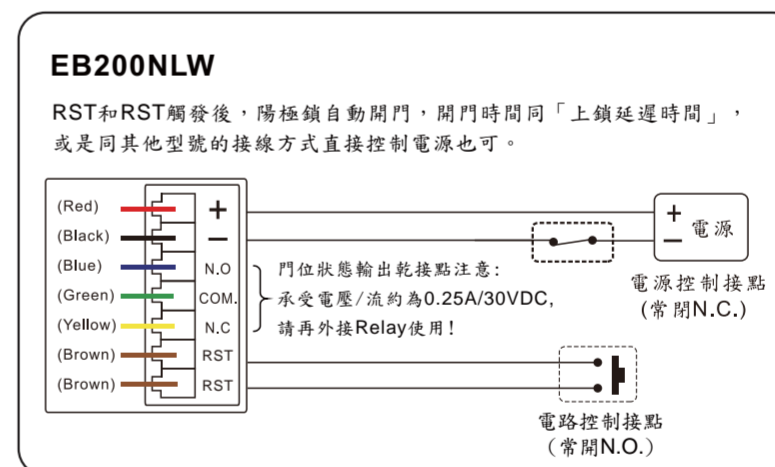 EB200NLW
RST和RST觸發後，陽極鎖自動開門，開門時間同「上鎖延遲時間」，
或是同其他型號的接線方式直接控制電源也可。
(Red)
+
(Black)
—
(Blue)
N.O
(Green)
COM.
(Yellow)
N.C
(Brown)
RST
(Brown)
RST
門位狀態輸出乾接點注意:
承受電壓/流約為0.25A/30VDC,
請再外接Relay使用!
+
電源
—
電源控制接點
(常閉N.C.)
電路控制接點
(常開N.O.)